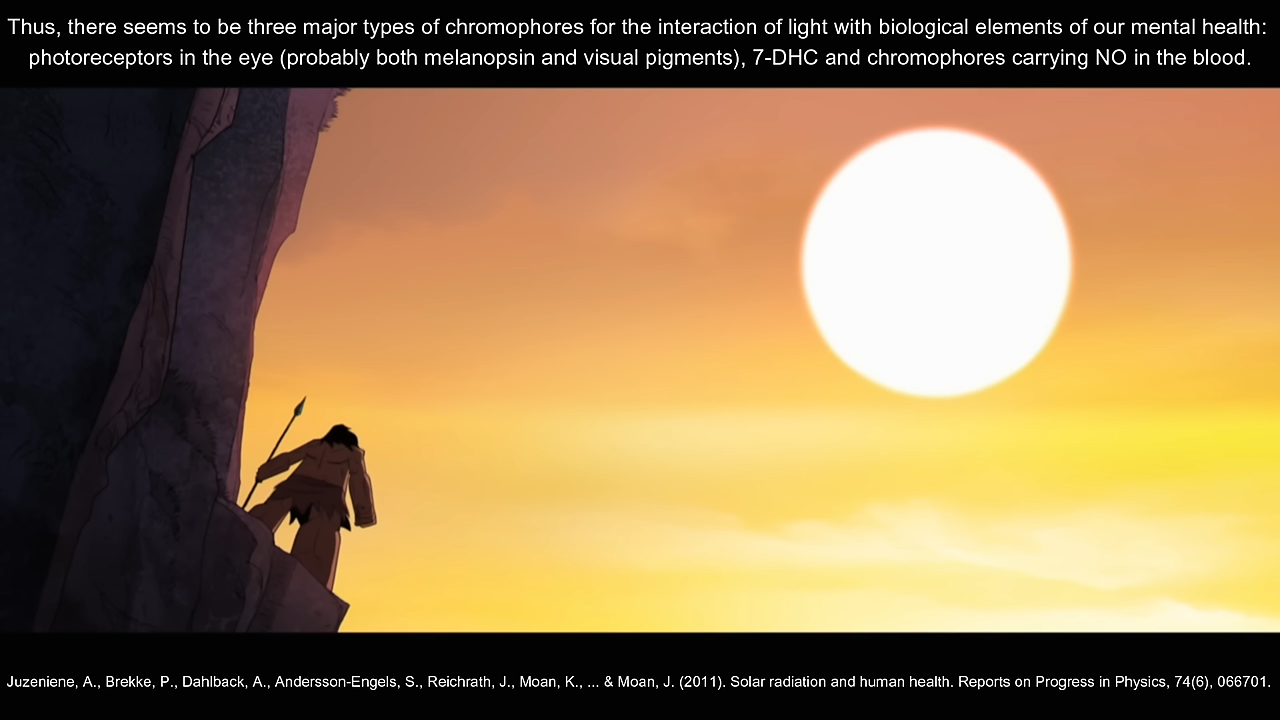 Thus, there seems to be three major types of chromophores for the interaction of light with biological elements of our mental health:
photoreceptors in the eye (probably both melanopsin and visual pigments), 7-DHC and chromophores carrying NO in the blood.
Juzeniene, A., Brekke, P., Dahlback, A., Andersson-Engels, S., Reichrath, J., Moan, K., ... & Moan, J. (2011). Solar radiation and human health. Reports on Progress in Physics, 74(6), 066701.